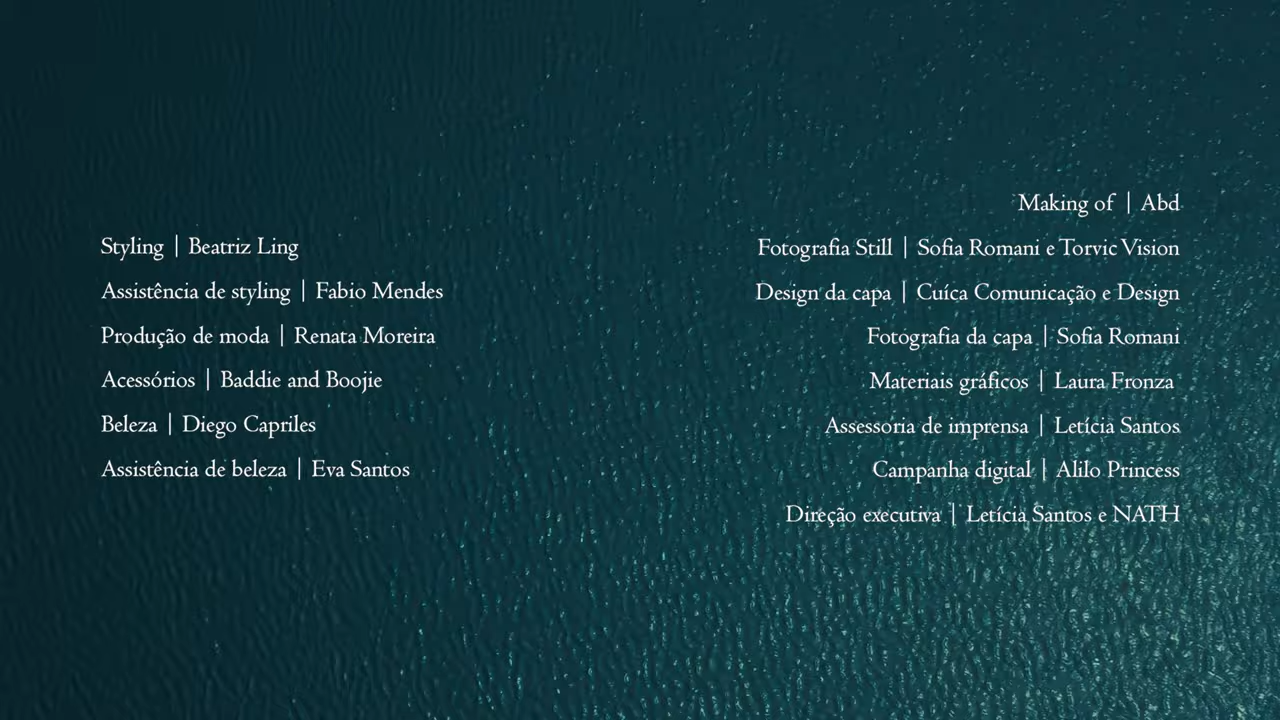 Styling | Beatriz Ling
Assistência de styling | Fabio Mendes
Produção de moda | Renata Moreira
Acessórios | Baddie and Boojie
Beleza | Diego Capriles
Assistência de beleza | Eva Santos
Making of | Abd
Fotografia Still | Sofia Romani e Torvic Vision
Design da capa | Cuíca Comunicação e Design
Fotografia da capa | Sofia Romani
Materiais gráficos | Laura Fronza
Assessoria de imprensa | Letícia Santos
Campanha digital | Alilo Princess
Direção executiva | Letícia Santos e NATH